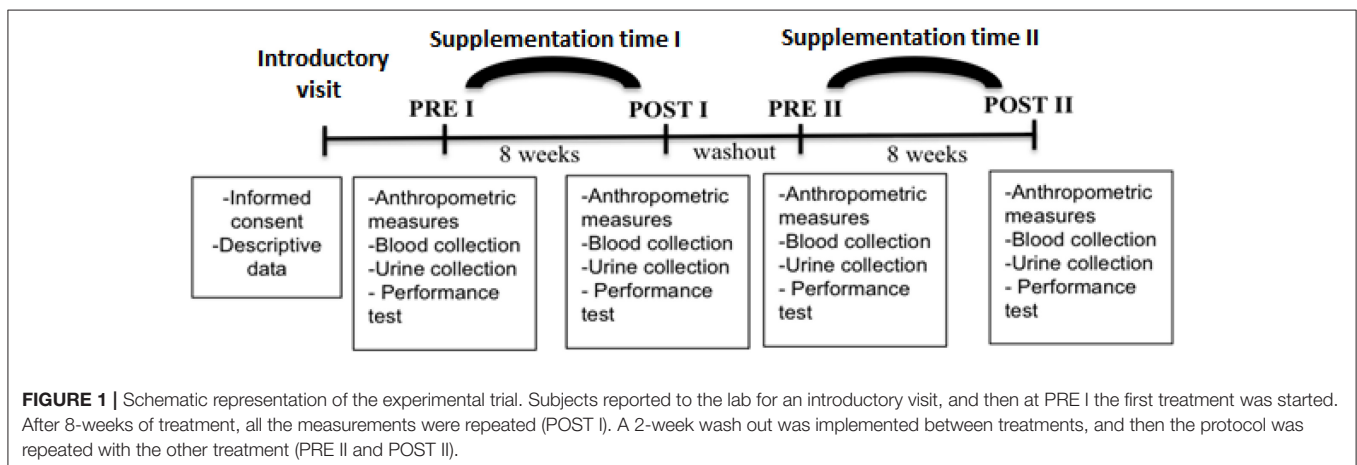 Supplementation time I
Supplementation time II
Introductory
visit
PRE I
POST I
PRE II
POST II
8 weeks
washout
8 weeks
-Informed
consent
-Descriptive
data
-Anthropometric
measures
-Blood collection
-Urine collection
- Performance
test
-Anthropometric
measures
-Blood collection
-Urine collection
- Performance
test
-Anthropometric
measures
-Blood collection
-Urine collection
- Performance
test
-Anthropometric
measures
-Blood collection
-Urine collection
- Performance
test
FIGURE 1 | Schematic representation of the experimental trial. Subjects reported to the lab for an introductory visit, and then at PRE I the first treatment was started.
After 8-weeks of treatment, all the measurements were repeated (POST I). A 2-week wash out was implemented between treatments, and then the protocol was
repeated with the other treatment (PRE II and POST II).